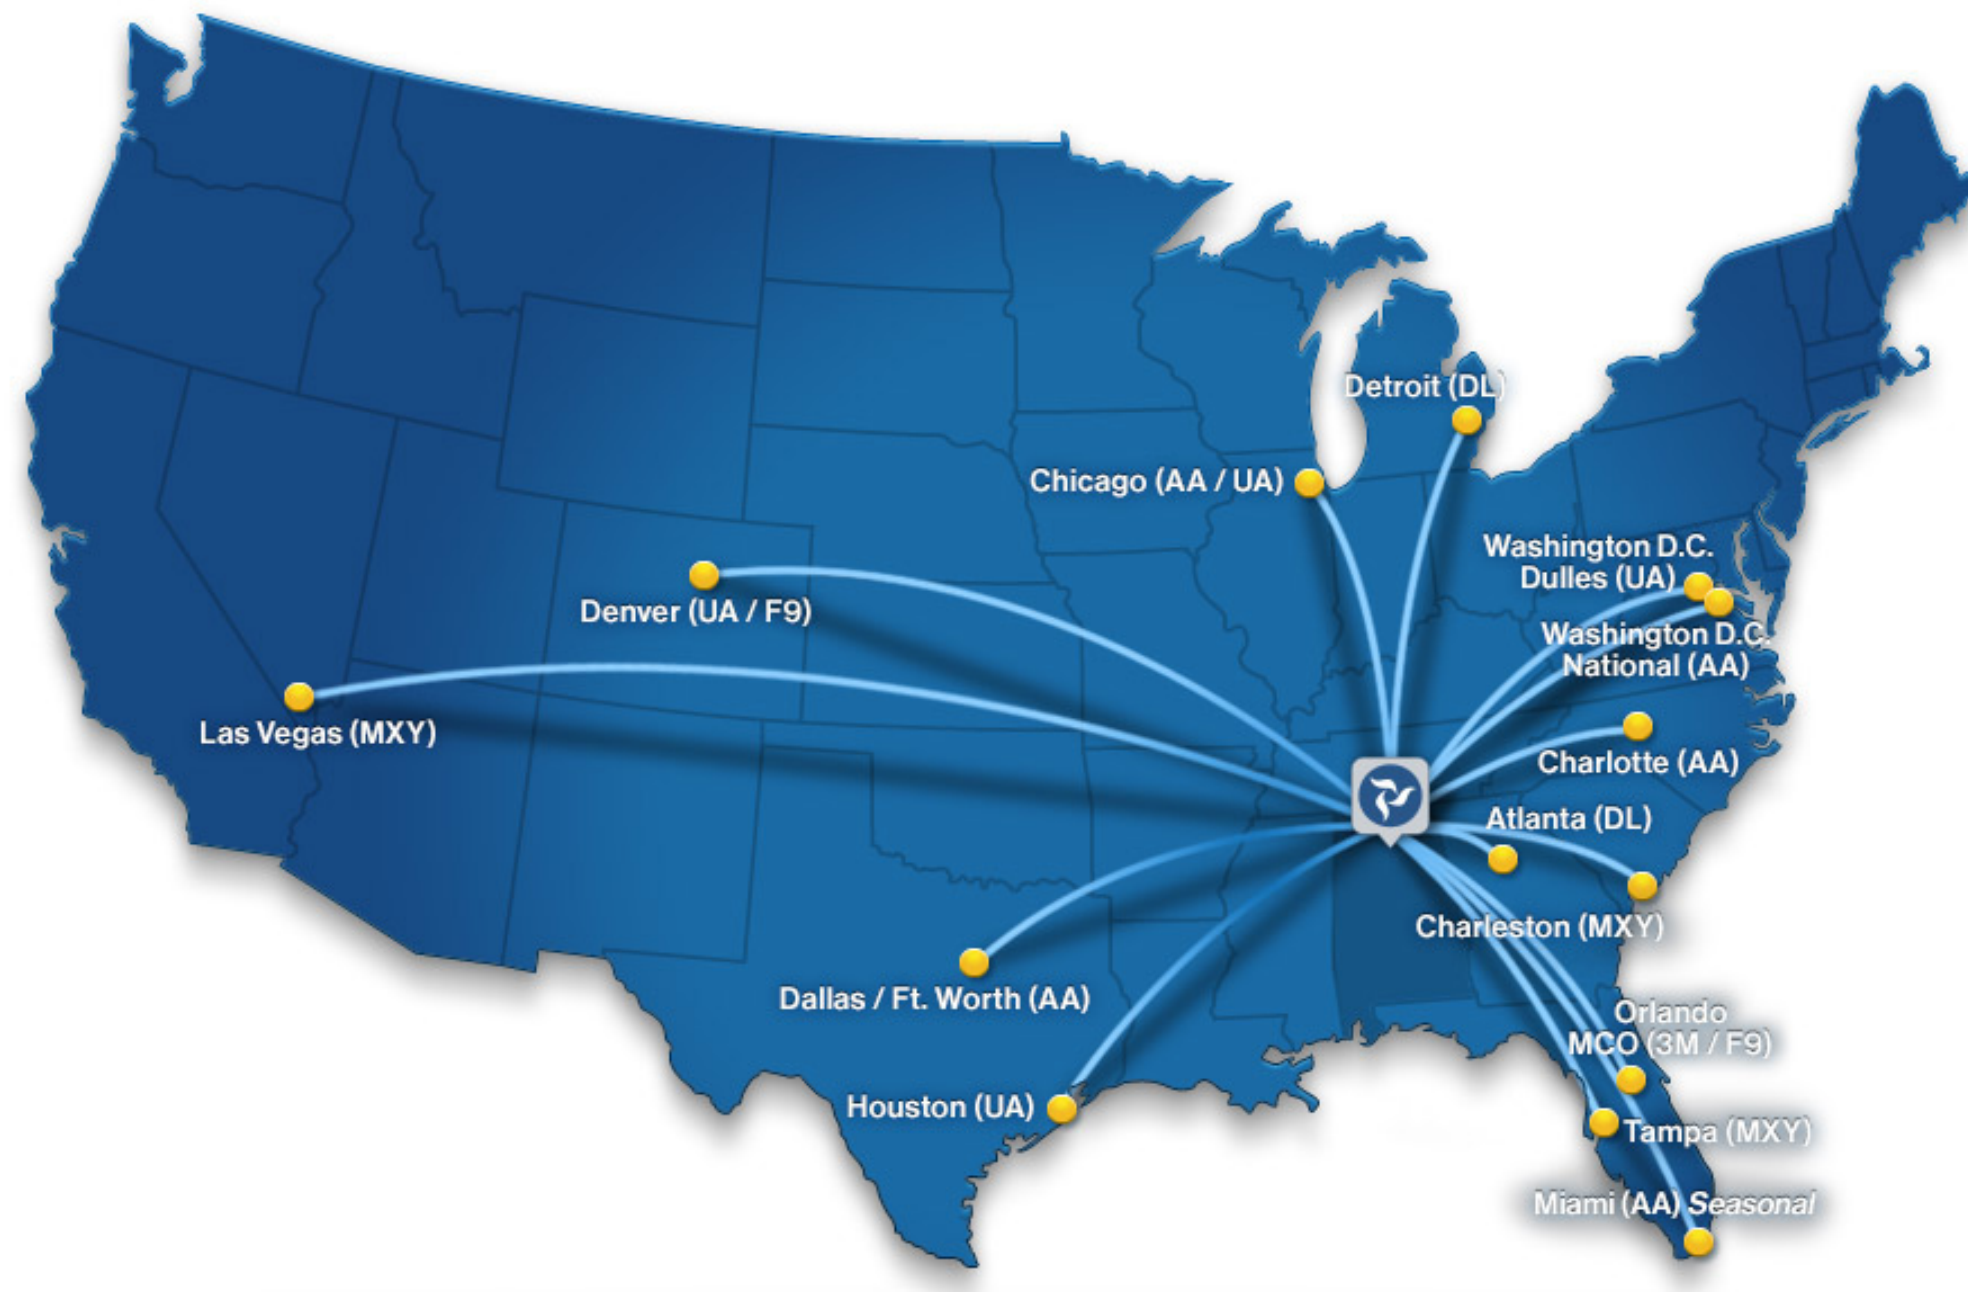 Detroit (DL)
Chicago (AA / UA)
Washington D.C.
Dulles (UA)
Denver (UA / F9)
Washington D.C.
National (AA)
Las Vegas (MXY)
Charlotte (AA)
Atlanta (DL)
Charleston (MXY)
Dallas / Ft. Worth (AA)
Orlando
MCO (3M / F9)
Houston (UA)
Tampa (MXY)
Miami (AA) Seasonal